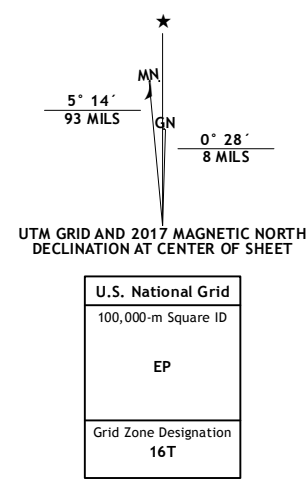 ★
MN.
5° 14´
93 MILS
GN
0° 28´
8 MILS
UTM GRID AND 2017 MAGNETIC NORTH
DECLINATION AT CENTER OF SHEET
U.S. National Grid
100,000-m Square ID
EP
Grid Zone Designation
16T